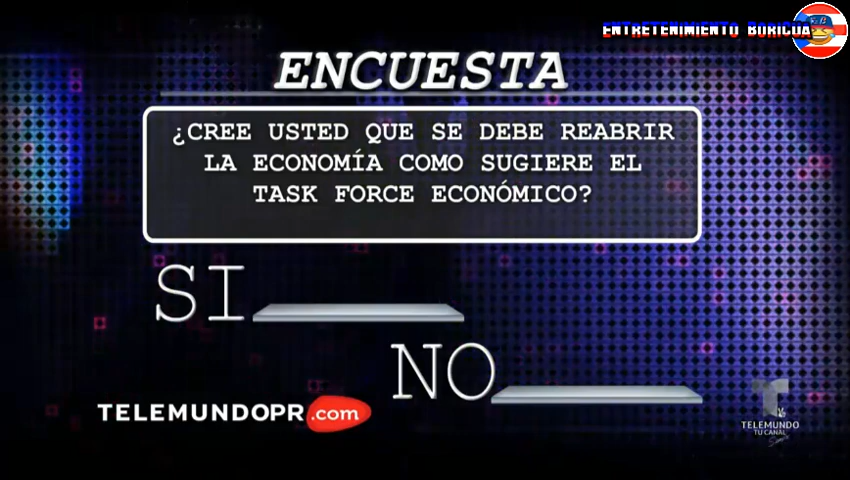 ENTRETENIMIENTO BORICUA
ENCUESTA
¿CREE USTED QUE SE DEBE REABRIR
LA ECONOMÍA COMO SUGIERE EL
TASK FORCE ECONÓMICO?
SI
NO
TELEMUNDOPR.com
TELEMUNDO
TU CANAL